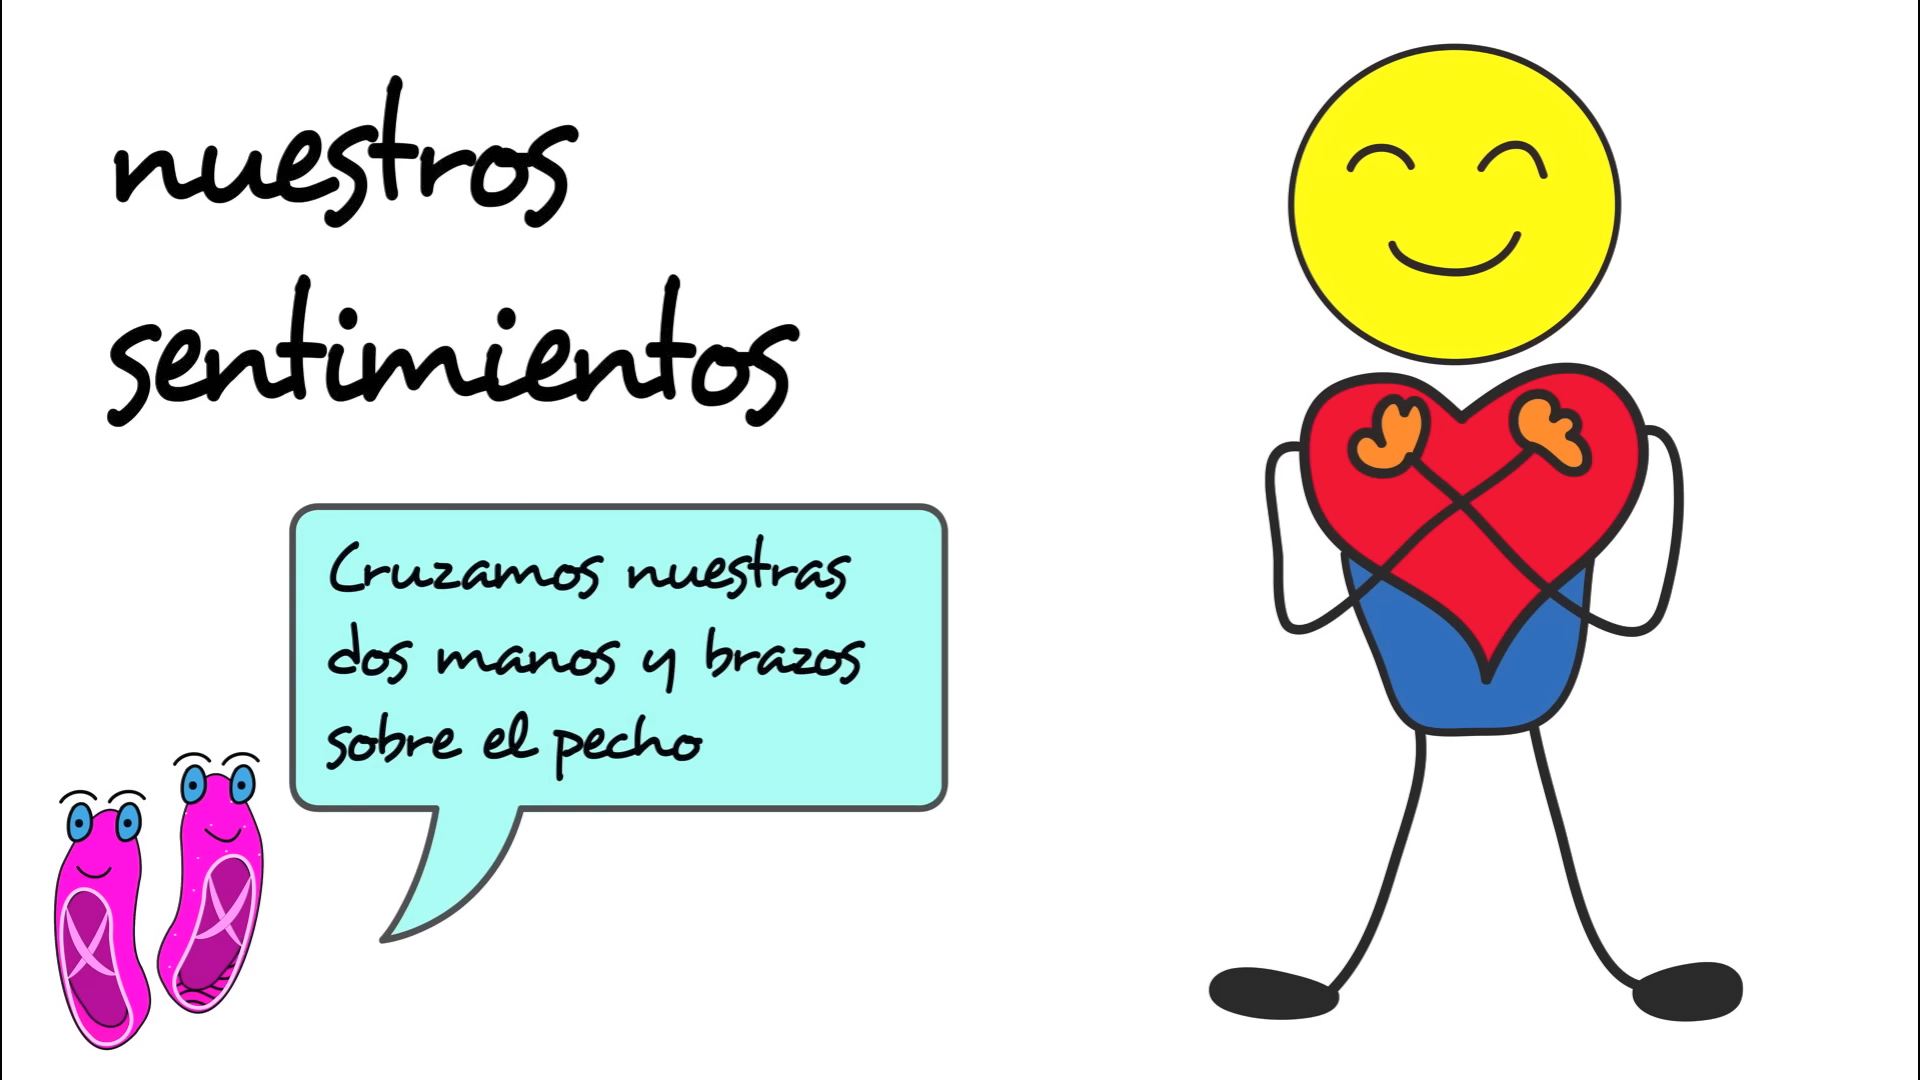 nuestros
sentimientos
Cruzamos nuestras
dos manos y brazos
sobre el pecho